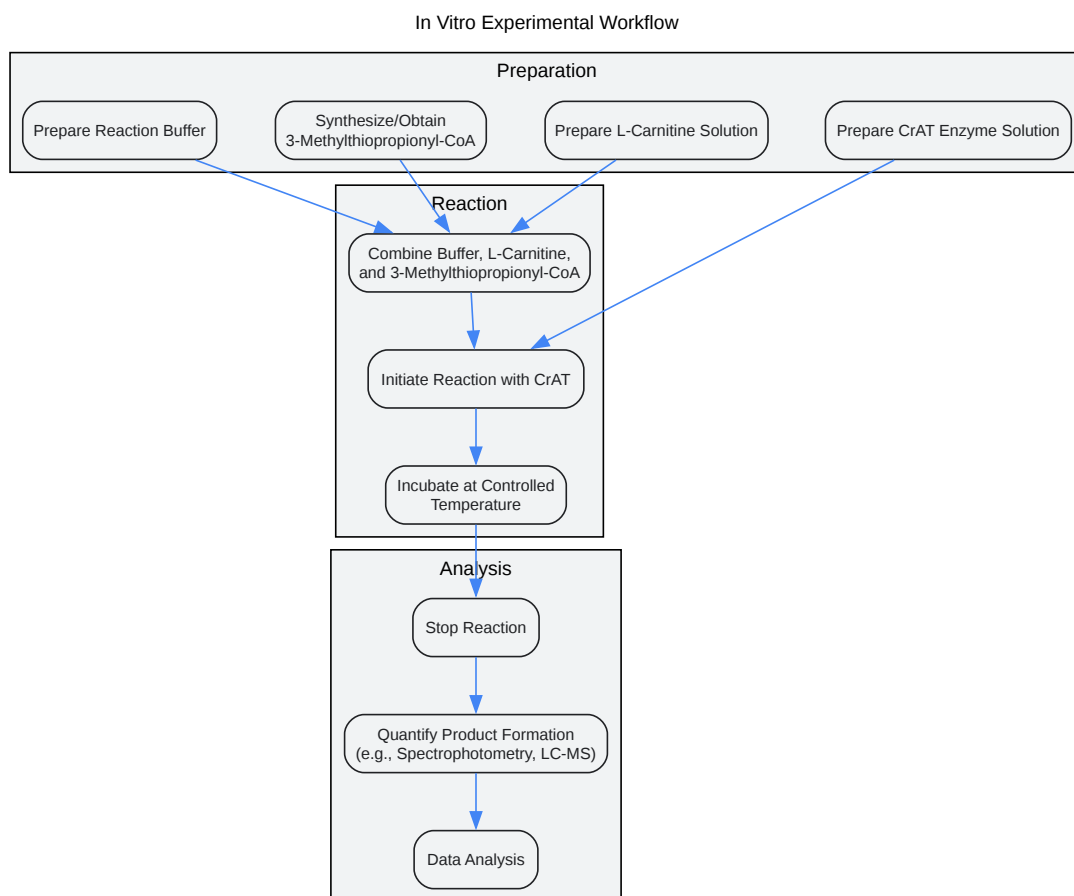 In Vitro Experimental Workflow
Preparation
Prepare Reaction Buffer
Synthesize/Obtain
3-Methylthiopropionyl-CoA
Prepare L-Carnitine Solution
Prepare CrAT Enzyme Solution
Reaction
Combine Buffer, L-Carnitine,
and 3-Methylthiopropionyl-CoA
Initiate Reaction with CrAT
Incubate at Controlled
Temperature
Analysis
Stop Reaction
Quantify Product Formation
(e.g., Spectrophotometry, LC-MS)
Data Analysis